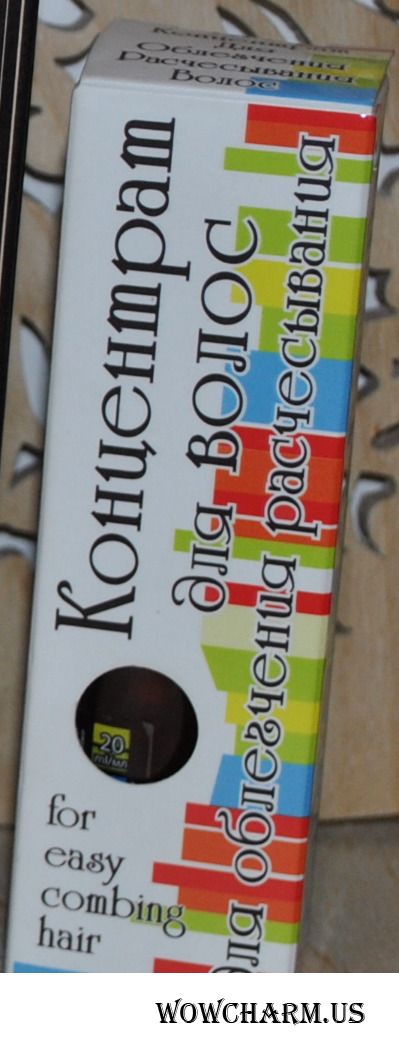 Концентрат
Для
Облегчения
Расчесывания
Волос
Концентрат
для волос
для облегчения расчесывания
20
ml/мл
for
easy
combing
hair
WOWCHARM.US